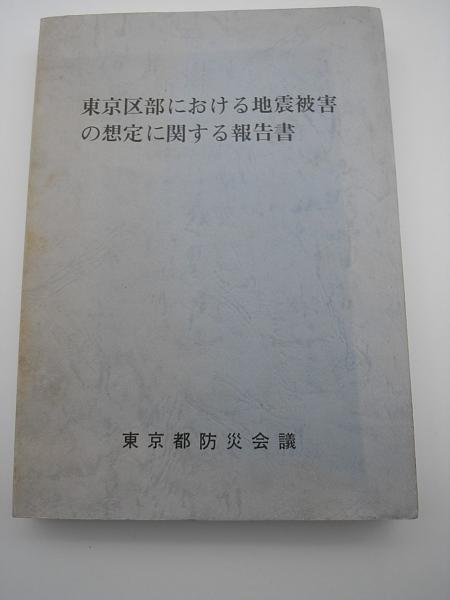 東京区部における地震被害
の想定に関する報告書
東京都防災会議